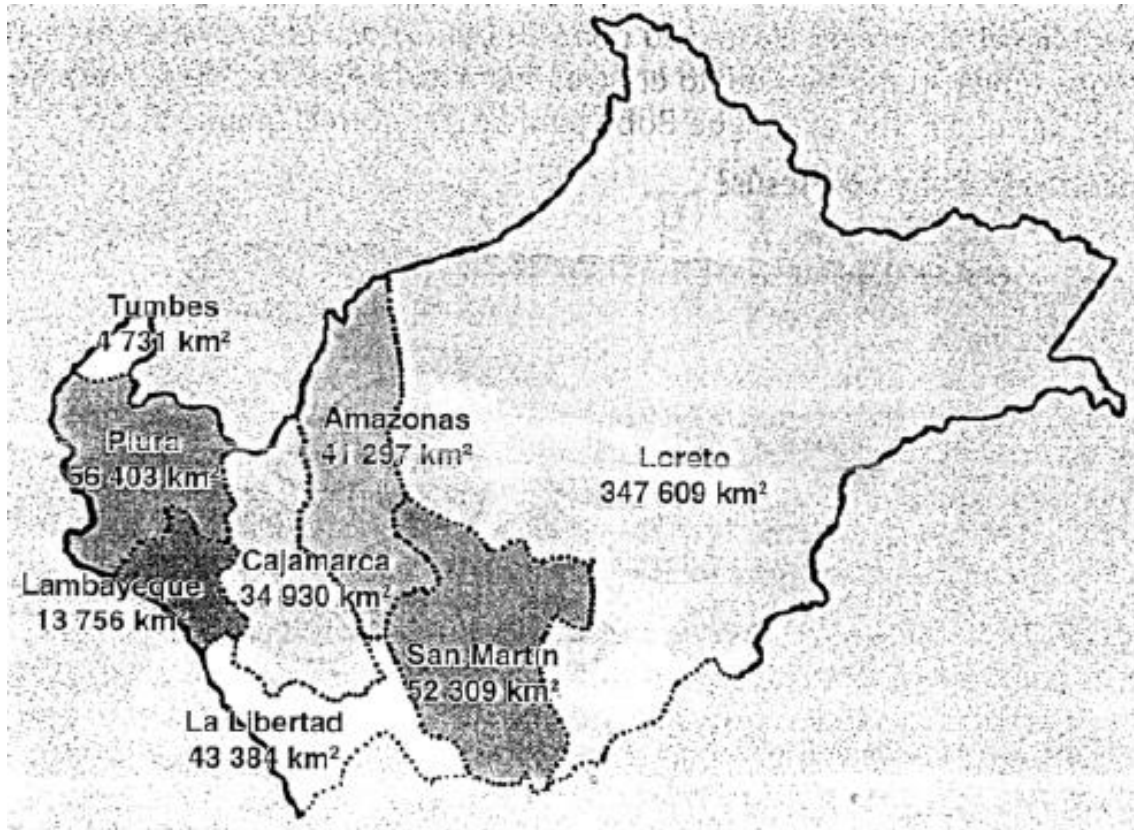 Tumbes
4 731 km²
Piura
403 km²
Amazonas
41 297 km²
Loreto
347 609 km²
Cajamarca
34 930 km²
Lambayeque
13 756 km²
San Martín
52 309 km²
La Libertad
43 384 km²